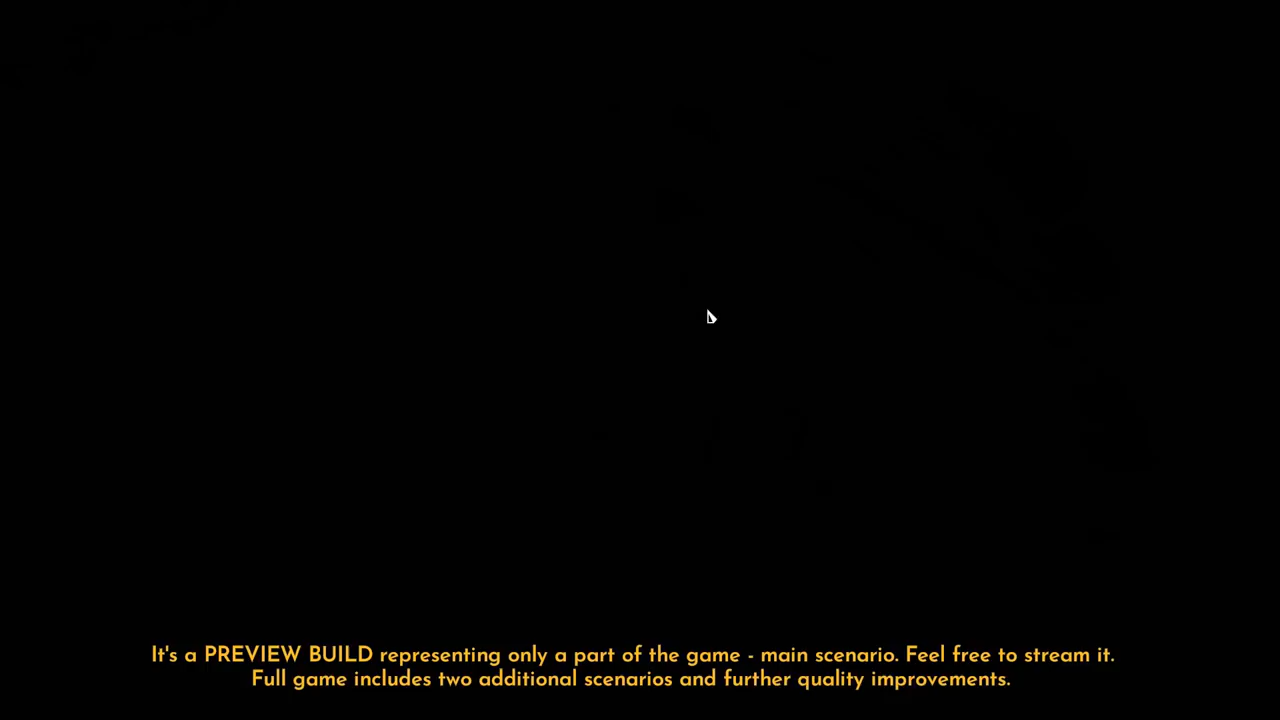 It's a PREVIEW BUILD representing only a part of the game - main scenario. Feel free to stream it.
Full game includes two additional scenarios and further quality improvements.